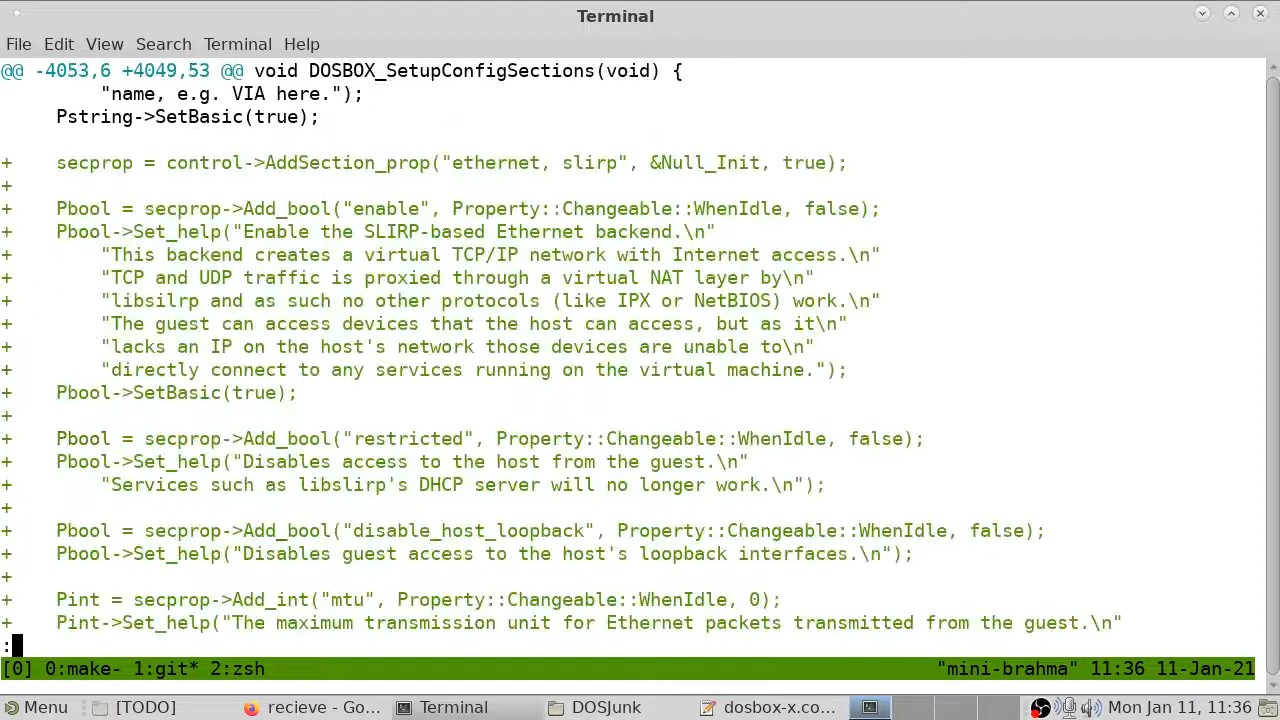 Terminal
File Edit View Search Terminal Help
@@ -4053,6 +4049,53 @@ void DOSBOX_SetupConfigSections(void) {
        "name, e.g. VIA here.");
    Pstring->SetBasic(true);
+    secprop = control->AddSection_prop("ethernet, slirp", &Null_Init, true);
+
+    Pbool = secprop->Add_bool("enable", Property::Changeable::WhenIdle, false);
+    Pbool->Set_help("Enable the SLIRP-based Ethernet backend.\n"
+        "This backend creates a virtual TCP/IP network with Internet access.\n"
+        "TCP and UDP traffic is proxied through a virtual NAT layer by\n"
+        "libsilrp and as such no other protocols (like IPX or NetBIOS) work.\n"
+        "The guest can access devices that the host can access, but as it\n"
+        "lacks an IP on the host's network those devices are unable to\n"
+        "directly connect to any services running on the virtual machine.");
+    Pbool->SetBasic(true);
+
+    Pbool = secprop->Add_bool("restricted", Property::Changeable::WhenIdle, false);
+    Pbool->Set_help("Disables access to the host from the guest.\n"
+        "Services such as libslirp's DHCP server will no longer work.\n");
+
+    Pbool = secprop->Add_bool("disable_host_loopback", Property::Changeable::WhenIdle, false);
+    Pbool->Set_help("Disables guest access to the host's loopback interfaces.\n");
+
+    Pint = secprop->Add_int("mtu", Property::Changeable::WhenIdle, 0);
+    Pint->Set_help("The maximum transmission unit for Ethernet packets transmitted from the guest.\n"
:
[0] 0:make- 1:git* 2:zsh "mini-brahma" 11:36 11-Jan-21
Menu [TODO] recieve - Go... Terminal DOSJunk dosbox-x.co... Mon Jan 11, 11:36